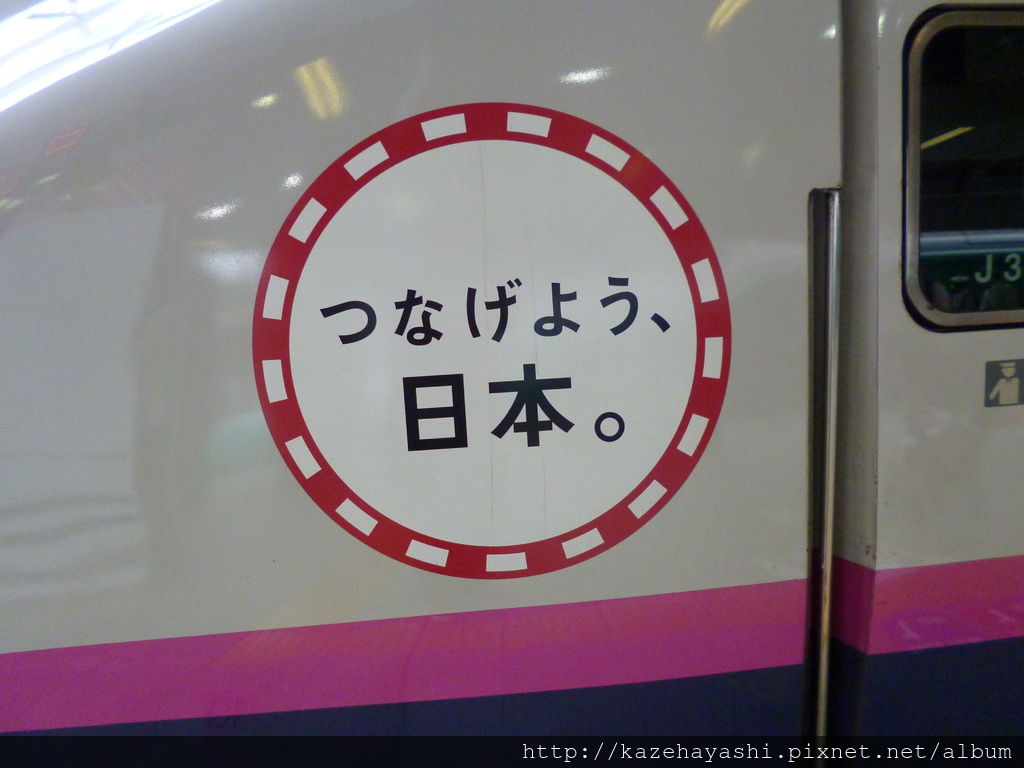 つなげよう、
日本。
J3
http://kazehayashi.pixnet.net/album